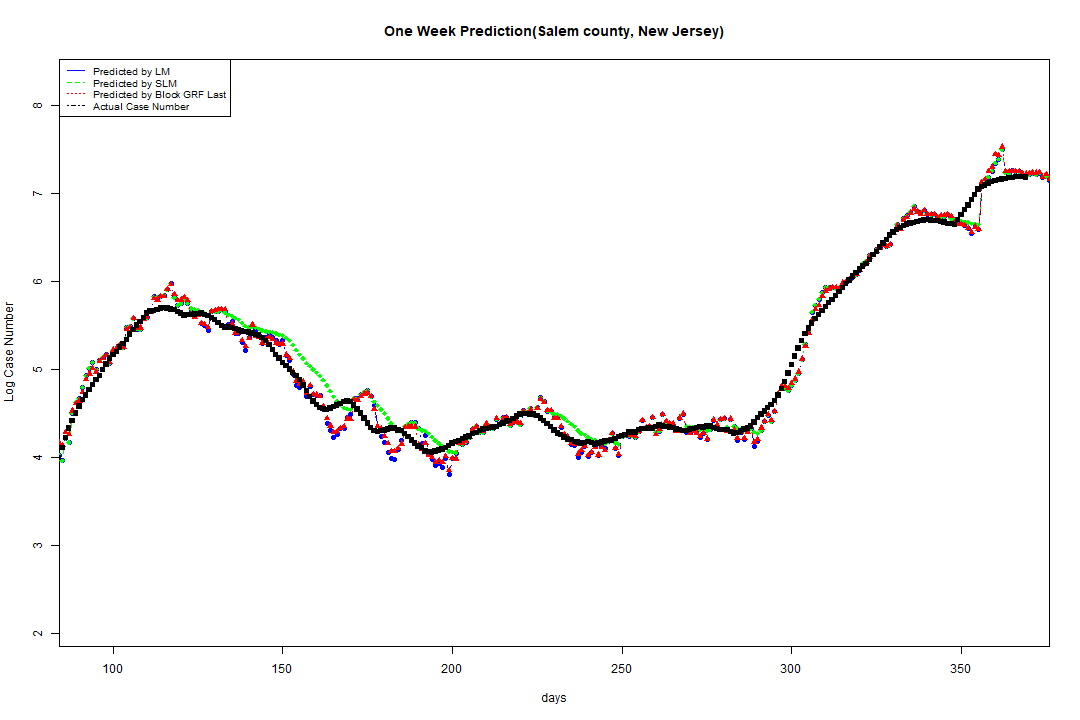 One Week Prediction(Salem county, New Jersey)
Predicted by LM
Predicted by SLM
Predicted by Block GRF Last
Actual Case Number
8
7
6
5
4
3
2
Log Case Number
100 150 200 250 300 350
days